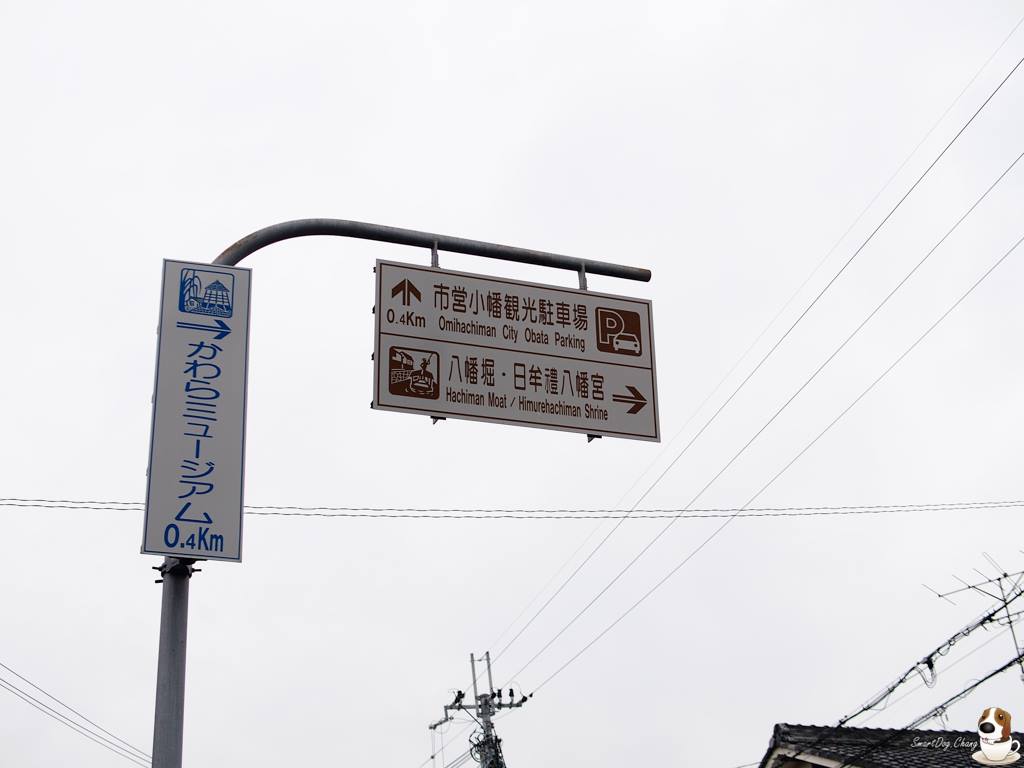 かわらミュージアム
0.4Km
市営小幡観光駐車場
0.4Km
Omihachiman City Obata Parking
P
八幡堀・日牟禮八幡宮
Hachiman Moat / Himurehachiman Shrine
SmartDog.Chang